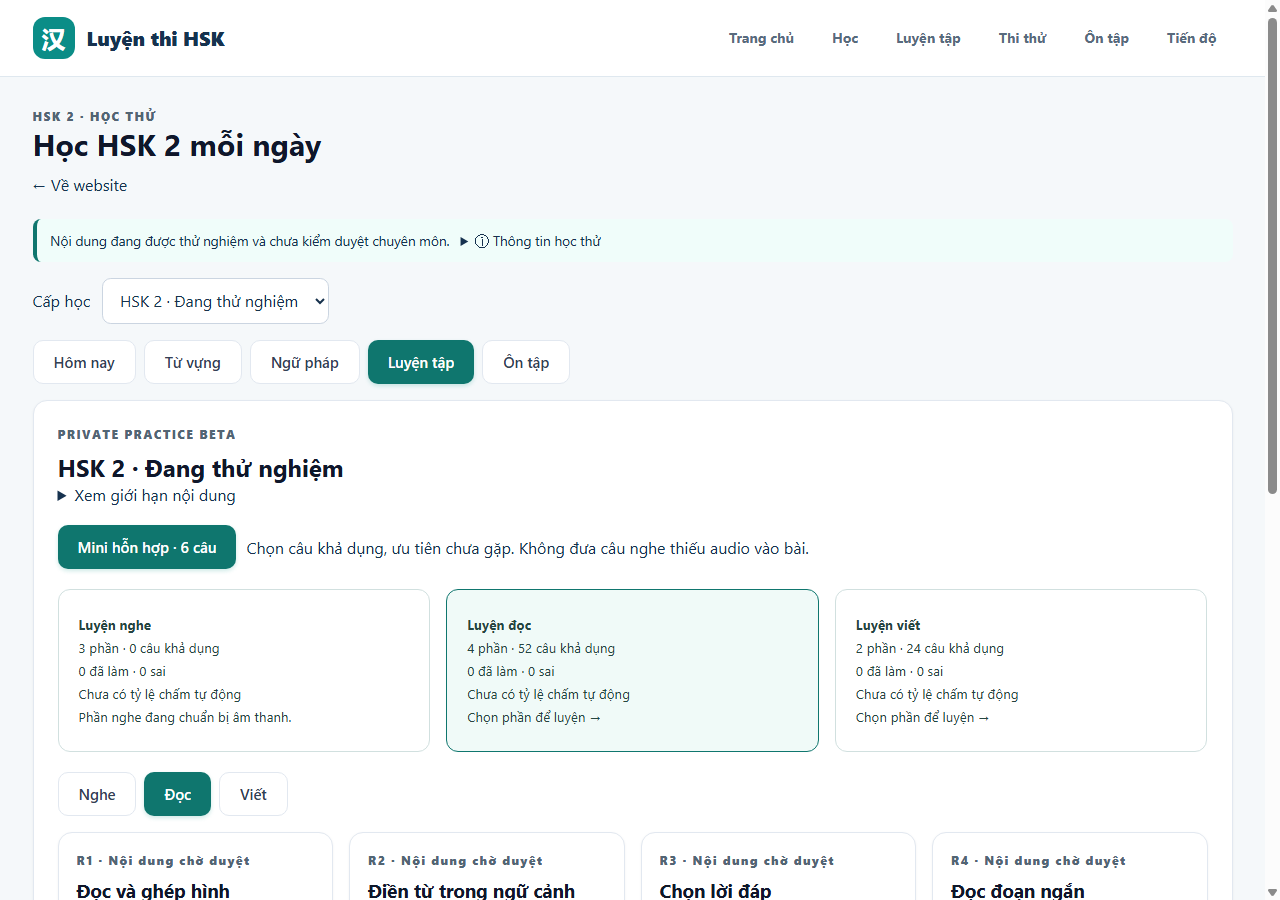 汉 Luyện thi HSK
Trang chủ Học Luyện tập Thi thử Ôn tập Tiến độ
HSK 2 · HỌC THỬ
Học HSK 2 mỗi ngày
← Về website
Nội dung đang được thử nghiệm và chưa kiểm duyệt chuyên môn. ▶ ⓘ Thông tin học thử
Cấp học HSK 2 · Đang thử nghiệm
Hôm nay Từ vựng Ngữ pháp Luyện tập Ôn tập
PRIVATE PRACTICE BETA
HSK 2 · Đang thử nghiệm
▶ Xem giới hạn nội dung
Mini hỗn hợp · 6 câu Chọn câu khả dụng, ưu tiên chưa gặp. Không đưa câu nghe thiếu audio vào bài.
Luyện nghe
3 phần · 0 câu khả dụng
0 đã làm · 0 sai
Chưa có tỷ lệ chấm tự động
Phần nghe đang chuẩn bị âm thanh.
Luyện đọc
4 phần · 52 câu khả dụng
0 đã làm · 0 sai
Chưa có tỷ lệ chấm tự động
Chọn phần để luyện →
Luyện viết
2 phần · 24 câu khả dụng
0 đã làm · 0 sai
Chưa có tỷ lệ chấm tự động
Chọn phần để luyện →
Nghe Đọc Viết
R1 · Nội dung chờ duyệt
Đọc và ghép hình
R2 · Nội dung chờ duyệt
Điền từ trong ngữ cảnh
R3 · Nội dung chờ duyệt
Chọn lời đáp
R4 · Nội dung chờ duyệt
Đọc đoạn ngắn